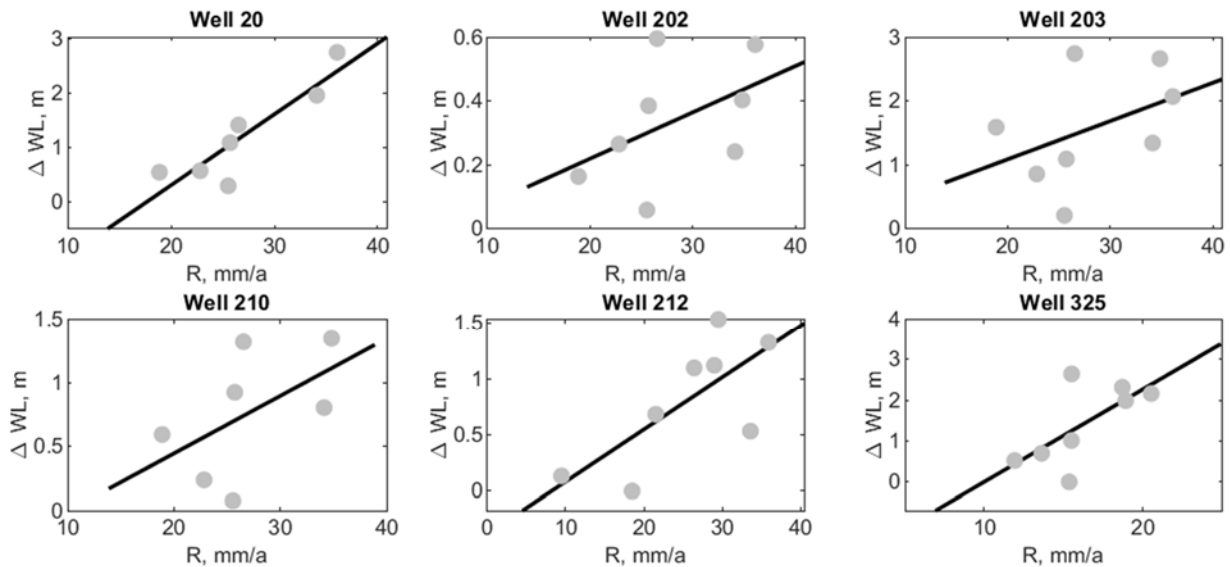 Well 20
3
2
1
0
Δ WL, m
10 20 30 40
R, mm/a
Well 202
0.6
0.4
0.2
0
Δ WL, m
10 20 30 40
R, mm/a
Well 203
3
2
1
0
Δ WL, m
10 20 30 40
R, mm/a
Well 210
1.5
1
0.5
0
Δ WL, m
10 20 30 40
R, mm/a
Well 212
1.5
1
0.5
0
Δ WL, m
0 10 20 30 40
R, mm/a
Well 325
4
3
2
1
0
Δ WL, m
10 20
R, mm/a